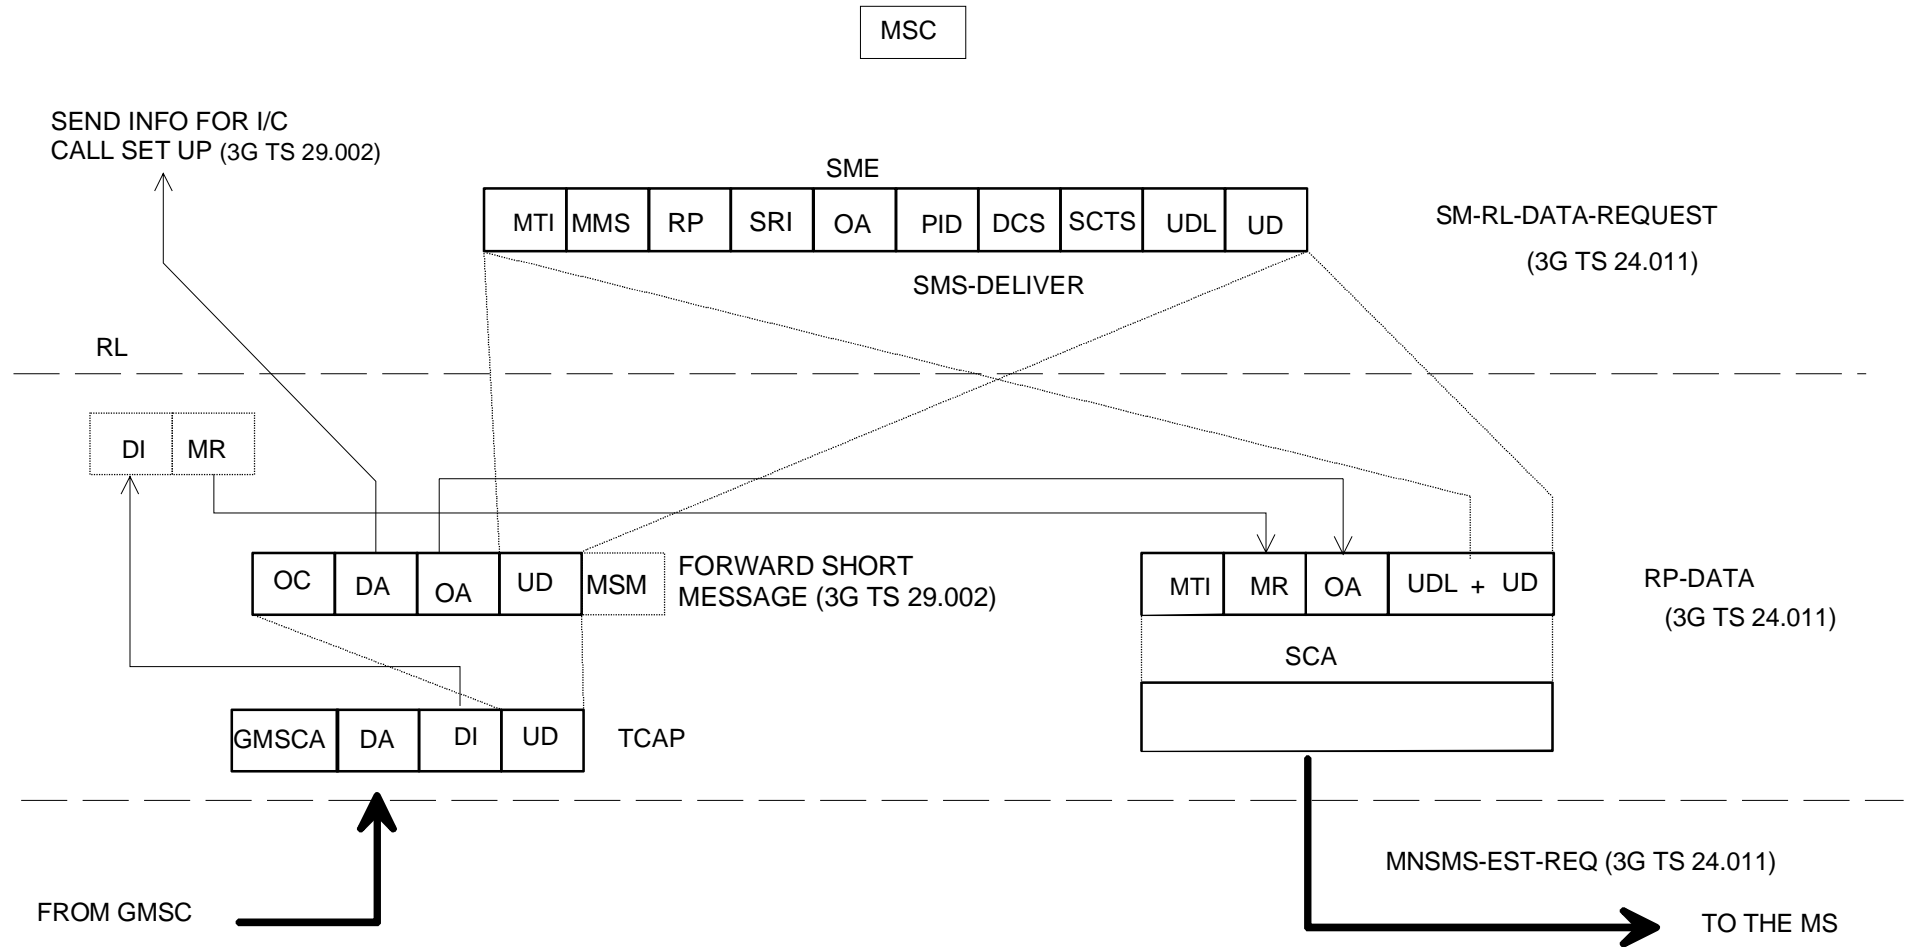 MSC
SEND INFO FOR I/C
CALL SET UP (3G TS 29.002)
SME
MTI MMS RP SRI OA PID DCS SCTS UDL UD
SM-RL-DATA-REQUEST
(3G TS 24.011)
SMS-DELIVER
RL
DI MR
OC DA OA UD MSM
FORWARD SHORT
MESSAGE (3G TS 29.002)
MTI MR OA UDL + UD
RP-DATA
(3G TS 24.011)
SCA
GMSCA DA DI UD TCAP
MNSMS-EST-REQ (3G TS 24.011)
FROM GMSC
TO THE MS